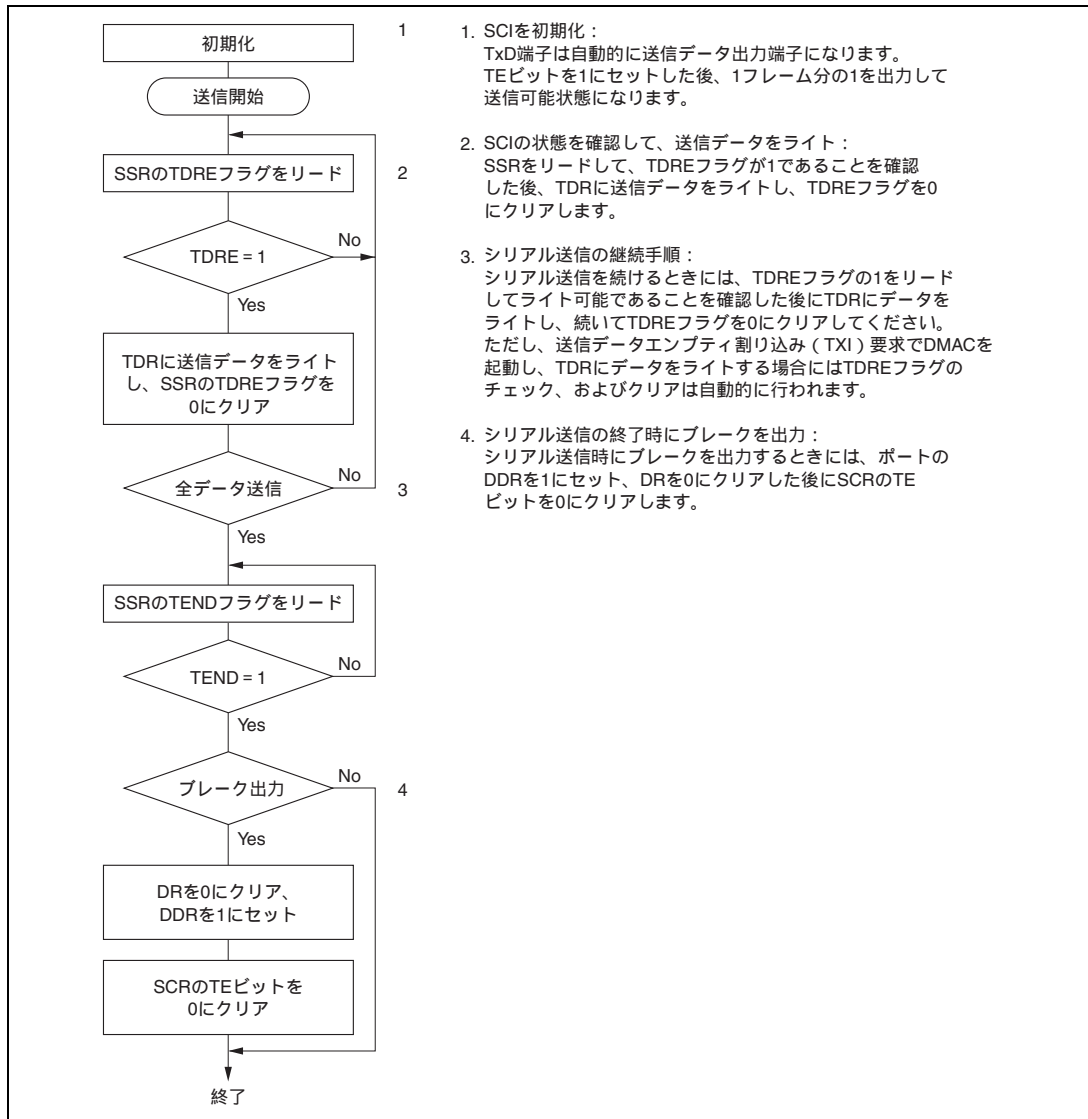 初期化
1
送信開始
SSRのTDREフラグをリード
2
TDRE = 1
No
Yes
TDRに送信データをライト
し、SSRのTDREフラグを
0にクリア
全データ送信
No
3
Yes
SSRのTENDフラグをリード
TEND = 1
No
Yes
ブレーク出力
No
4
Yes
DRを0にクリア、
DDRを1にセット
SCRのTEビットを
0にクリア
終了
1. SCIを初期化：
TxD端子は自動的に送信データ出力端子になります。
TEビットを1にセットした後、1フレーム分の1を出力して
送信可能状態になります。
2. SCIの状態を確認して、送信データをライト：
SSRをリードして、TDREフラグが1であることを確認
した後、TDRに送信データをライトし、TDREフラグを0
にクリアします。
3. シリアル送信の継続手順：
シリアル送信を続けるときには、TDREフラグの1をリード
してライト可能であることを確認した後にTDRにデータを
ライトし、続いてTDREフラグを0にクリアしてください。
ただし、送信データエンプティ割り込み（TXI）要求でDMACを
起動し、TDRにデータをライトする場合にはTDREフラグの
チェック、およびクリアは自動的に行われます。
4. シリアル送信の終了時にブレークを出力：
シリアル送信時にブレークを出力するときには、ポートの
DDRを1にセット、DRを0にクリアした後にSCRのTE
ビットを0にクリアします。